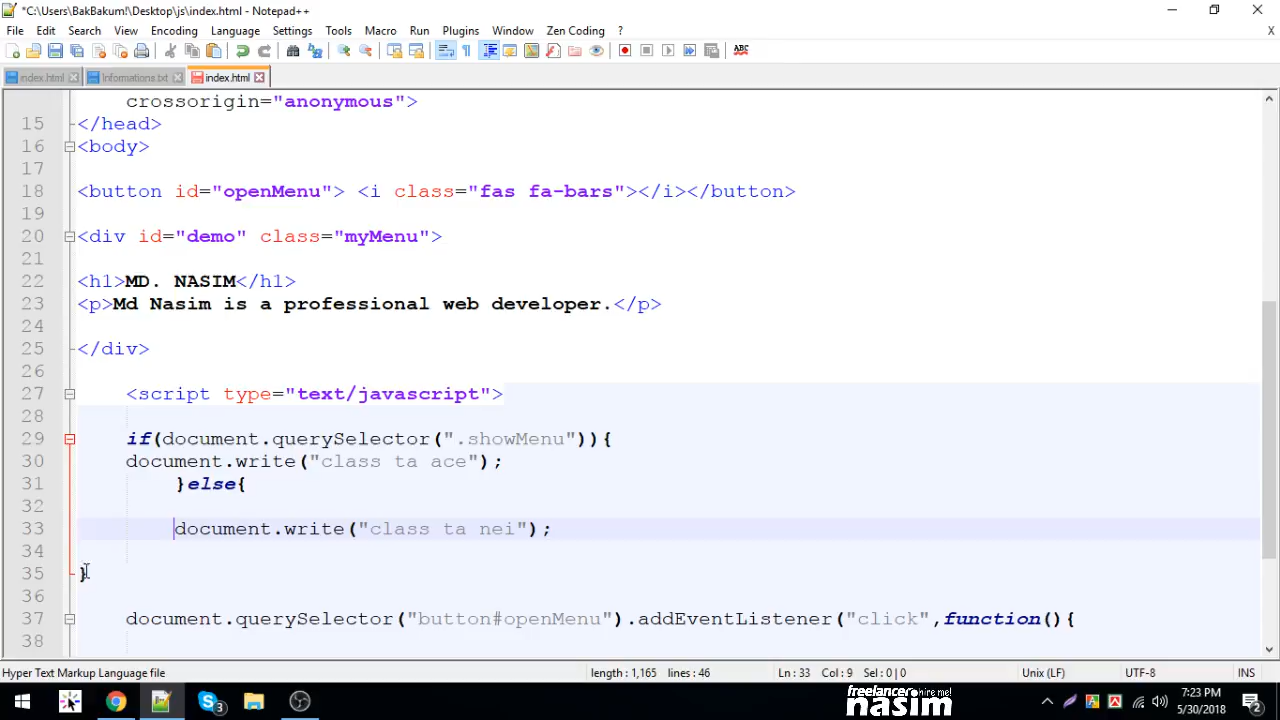 *C:\Users\BakBakum!\Desktop\js\index.html - Notepad++
File Edit Search View Encoding Language Settings Tools Macro Run Plugins Window Zen Coding ? X
ABC
index.html Informations.txt index.html
crossorigin="anonymous">
15 </head>
16 <body>
17
18 <button id="openMenu"> <i class="fas fa-bars"></i></button>
19
20 <div id="demo" class="myMenu">
21
22 <h1>MD. NASIM</h1>
23 <p>Md Nasim is a professional web developer.</p>
24
25 </div>
26
27 <script type="text/javascript">
28
29 if(document.querySelector(".showMenu")){
30 document.write("class ta ace");
31 }else{
32
33 document.write("class ta nei");
34
35 }
36
37 document.querySelector("button#openMenu").addEventListener("click",function(){
38
Hyper Text Markup Language file length : 1,165 lines : 46 Ln : 33 Col : 9 Sel : 0 | 0 Unix (LF) UTF-8 INS
3 freelancer nasim hire me! 7:23 PM
5/30/2018 2